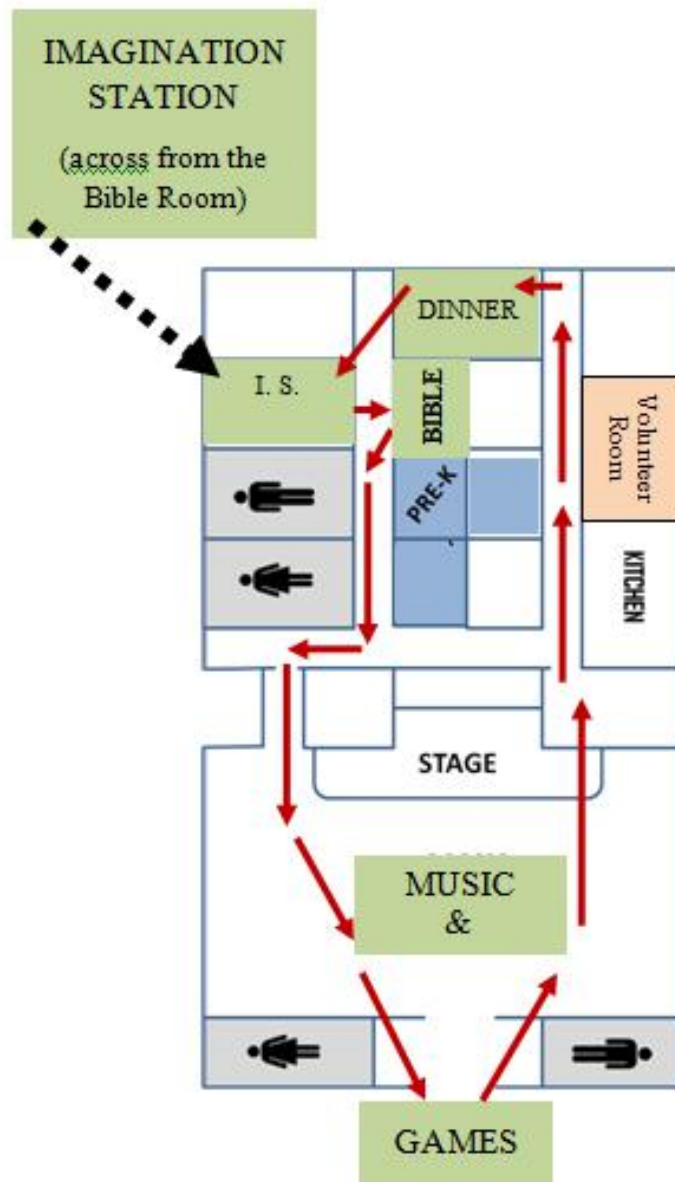 IMAGINATION
STATION
(across from the
Bible Room)
DINNER
I. S.
BIBLE
Volunteer
Room
PRE-K
KITCHEN
STAGE
MUSIC
&
GAMES